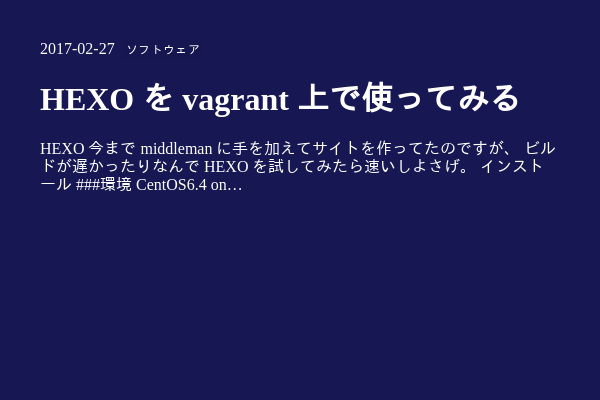 2017-02-27 ソフトウェア
HEXO を vagrant 上で使ってみる
HEXO 今まで middleman に手を加えてサイトを作ってたのですが、 ビル
ドが遅かったりなんで HEXO を試してみたら速いしよさげ。 インスト
ール ###環境 CentOS6.4 on…